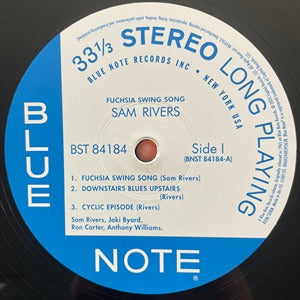 33⅓ STEREO LONG PLAYING
BLUE NOTE RECORDS INC • NEW YORK USA
FUCHSIA SWING SONG
SAM RIVERS
BST 84184
Side I
(BNST-84184-A)
1. FUCHSIA SWING SONG (Sam Rivers)
2. DOWNSTAIRS BLUES UPSTAIRS
(Rivers)
3. CYCLIC EPISODE (Rivers)
Sam Rivers, Jaki Byard,
Ron Carter, Anthony Williams.
BLUE
NOTE®